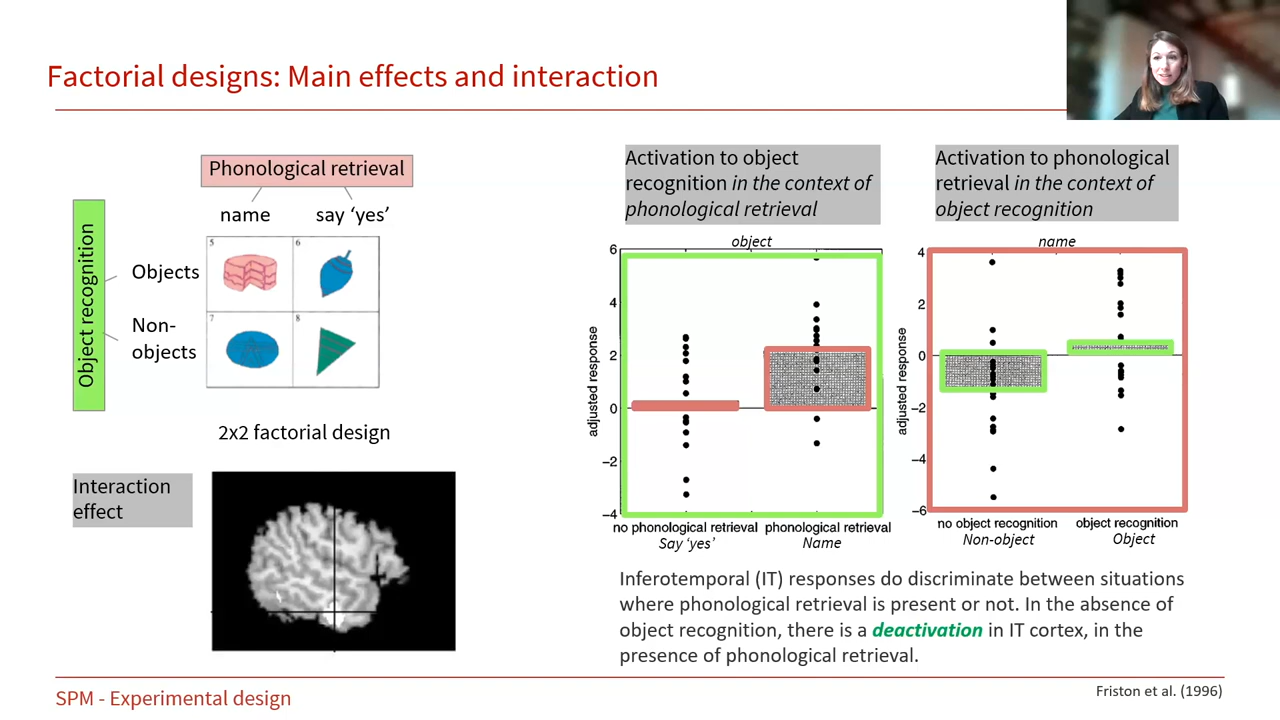 Factorial designs: Main effects and interaction
Phonological retrieval
name say ‘yes’
Object recognition
Objects
Non-
objects
5 6
7 8
2x2 factorial design
Interaction
effect
Activation to object
recognition in the context of
phonological retrieval
object
adjusted response
6
4
2
0
−2
−4
no phonological retrieval phonological retrieval
Say ‘yes’ Name
Activation to phonological
retrieval in the context of
object recognition
name
adjusted response
4
2
0
−2
−4
−6
no object recognition object recognition
Non-object Object
Inferotemporal (IT) responses do discriminate between situations
where phonological retrieval is present or not. In the absence of
object recognition, there is a deactivation in IT cortex, in the
presence of phonological retrieval.
SPM - Experimental design
Friston et al. (1996)